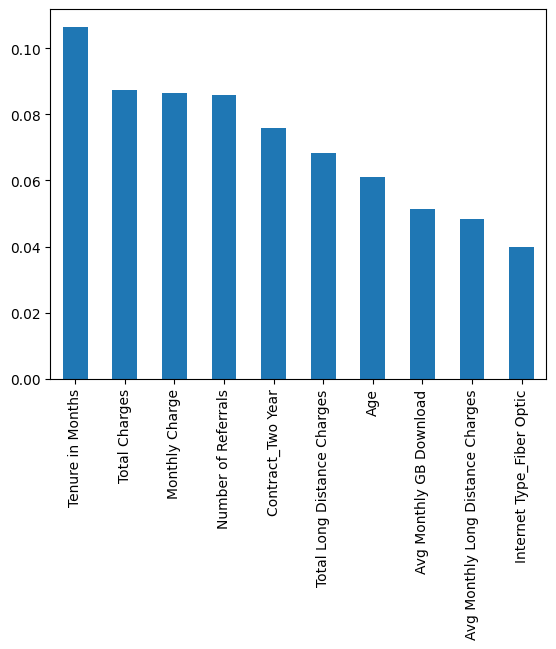 0.10
0.08
0.06
0.04
0.02
0.00
Tenure in Months
Total Charges
Monthly Charge
Number of Referrals
Contract_Two Year
Total Long Distance Charges
Age
Avg Monthly GB Download
Avg Monthly Long Distance Charges
Internet Type_Fiber Optic